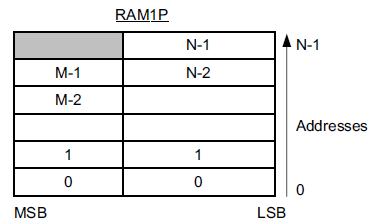 RAM1P
N-1 N-1
M-1 N-2
M-2
Addresses
1 1
0 0 0
MSB LSB